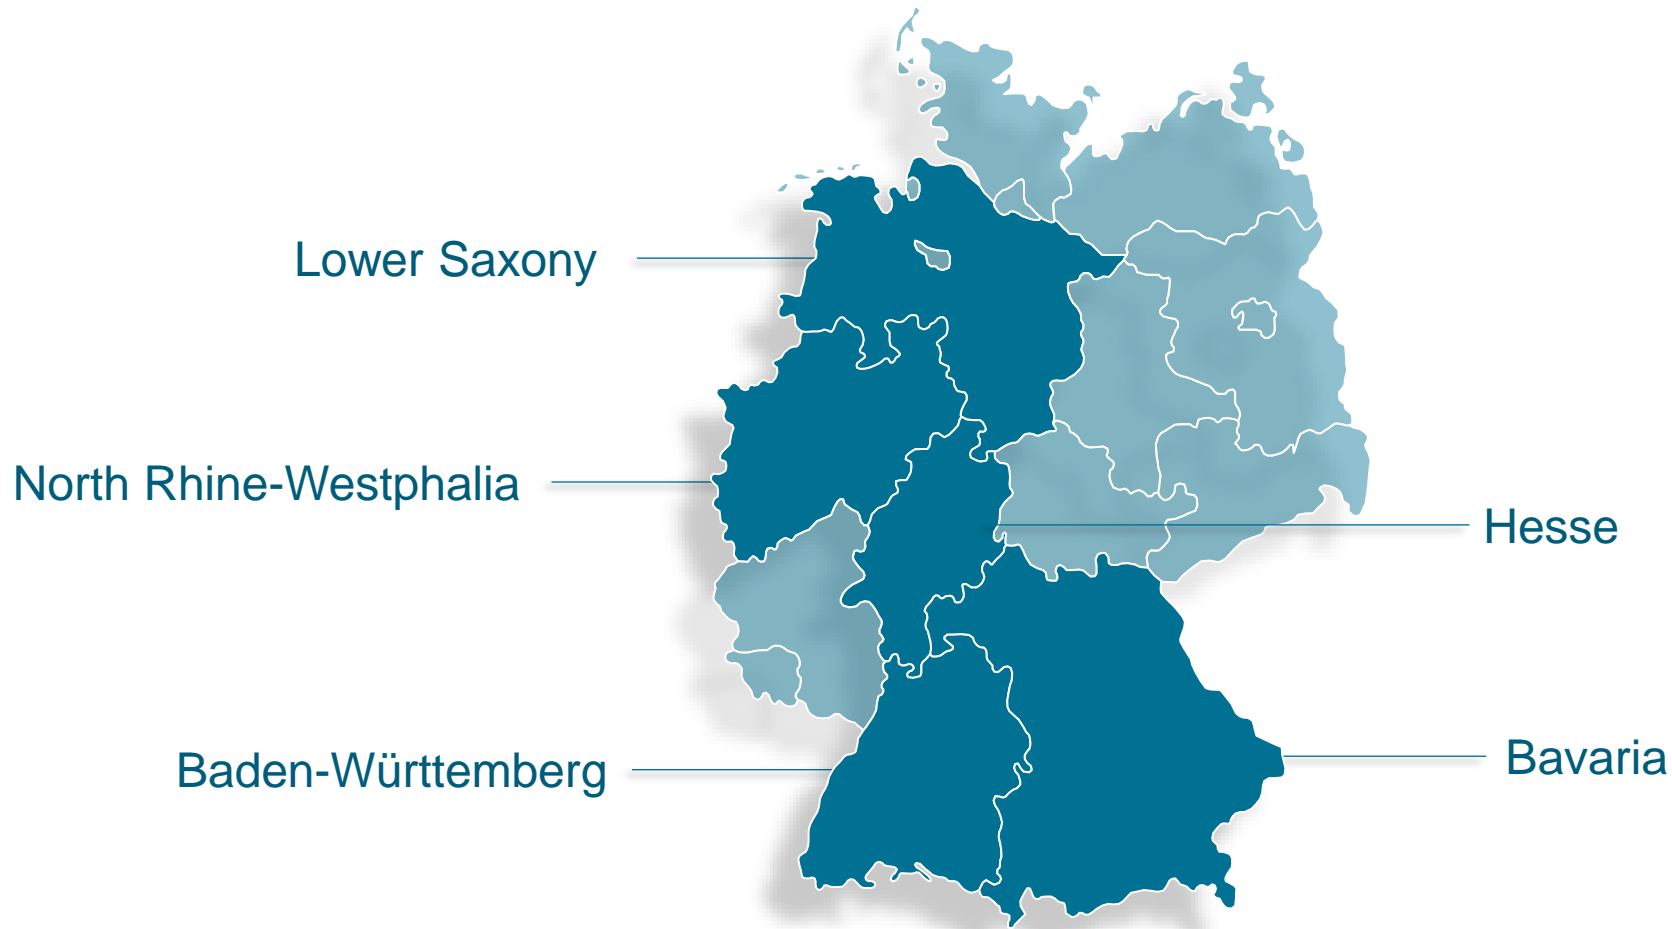 Lower Saxony
North Rhine-Westphalia
Hesse
Baden-Württemberg
Bavaria